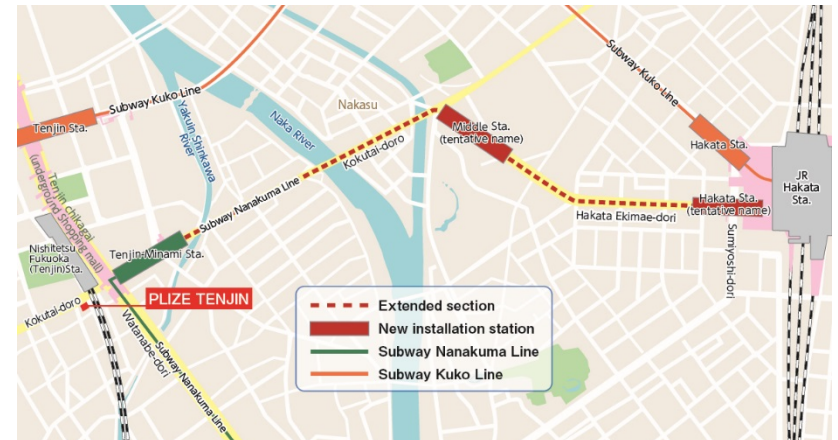 Subway Kuko Line
Subway Kuko Line
Tenjin Sta.
Yakuin Shinkawa
River
Naka River
Nakasu
Middle Sta.
(tentative name)
Kokutai-doro
Hakata Sta.
JR
Hakata
Sta.
Tenjin chikagai
(underground Shopping mall)
Subway Nanakuma Line
Hakata Sta.
(tentative name)
Hakata Ekimae-dori
Sumiyoshi-dori
Nishitetsu
Fukuoka
(Tenjin)Sta.
Tenjin-Minami Sta.
PLIZE TENJIN
Kokutai-doro
Watanabe-dori
Subway Nanakuma Line
Extended section
New installation station
Subway Nanakuma Line
Subway Kuko Line